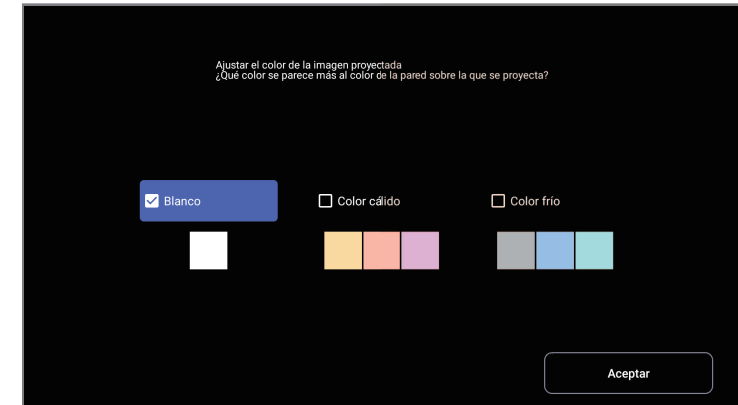 Ajustar el color de la imagen proyectada
¿Qué color se parece más al color de la pared sobre la que se proyecta?
Blanco
Color cálido
Color frío
Aceptar